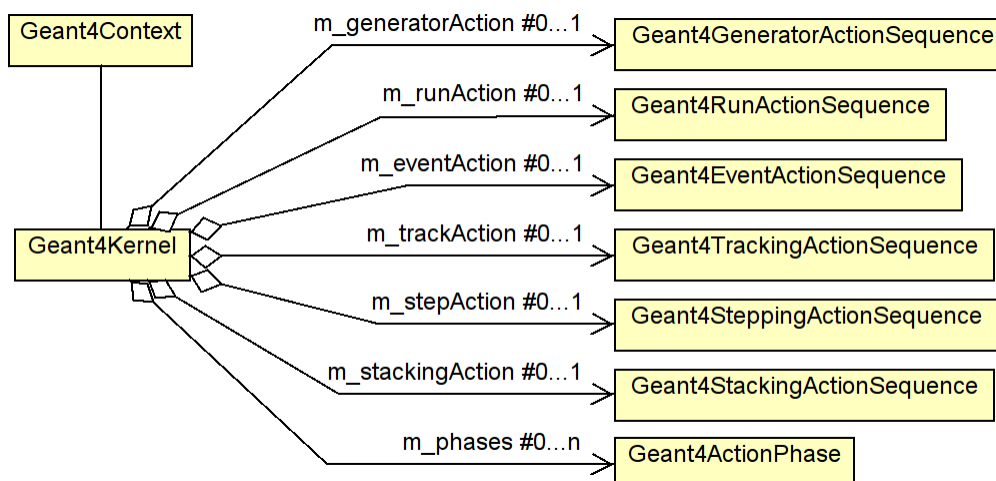 Geant4Context
m_generatorAction #0...1
Geant4GeneratorActionSequence
m_runAction #0...1
Geant4RunActionSequence
m_eventAction #0...1
Geant4EventActionSequence
Geant4Kernel
m_trackAction #0...1
Geant4TrackingActionSequence
m_stepAction #0...1
Geant4SteppingActionSequence
m_stackingAction #0...1
Geant4StackingActionSequence
m_phases #0...n
Geant4ActionPhase